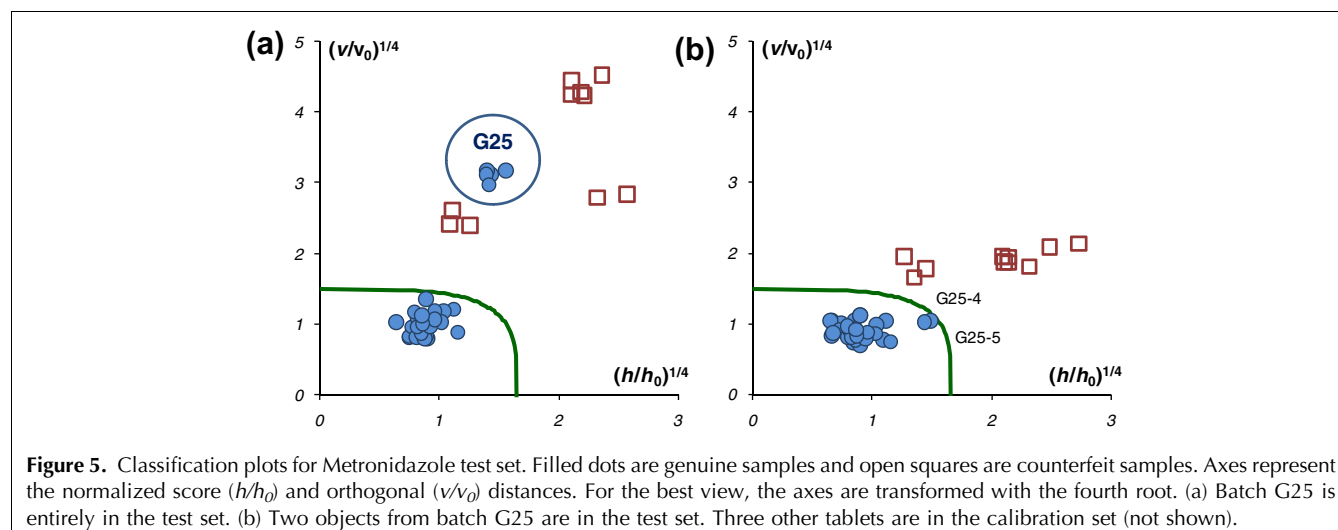 (a)
(v/v₀)¹/⁴
5
4
3
2
1
0
G25
(h/h₀)¹/⁴
0 1 2 3
(b)
(v/v₀)¹/⁴
5
4
3
2
1
0
G25-4
G25-5
(h/h₀)¹/⁴
0 1 2 3
Figure 5. Classification plots for Metronidazole test set. Filled dots are genuine samples and open squares are counterfeit samples. Axes represent
the normalized score (h/h₀) and orthogonal (v/v₀) distances. For the best view, the axes are transformed with the fourth root. (a) Batch G25 is
entirely in the test set. (b) Two objects from batch G25 are in the test set. Three other tablets are in the calibration set (not shown).